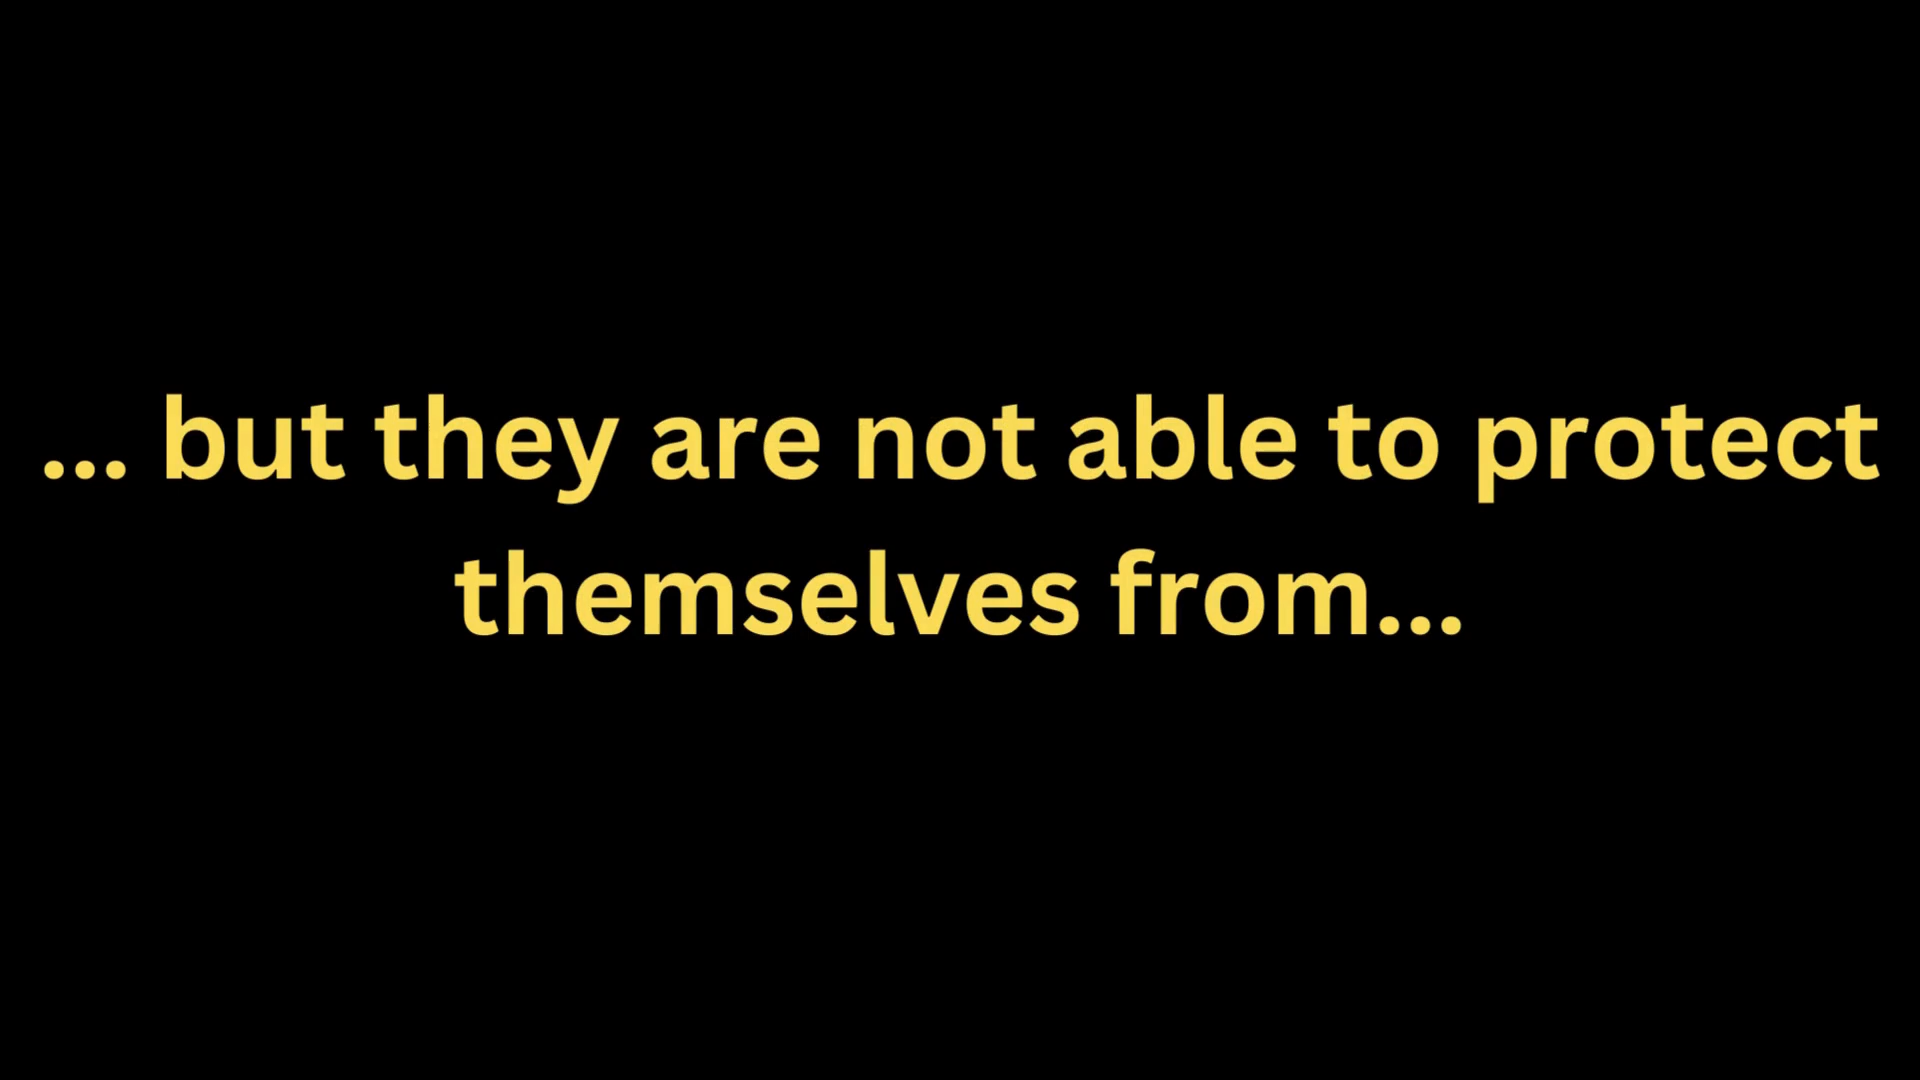 ... but they are not able to protect
themselves from...